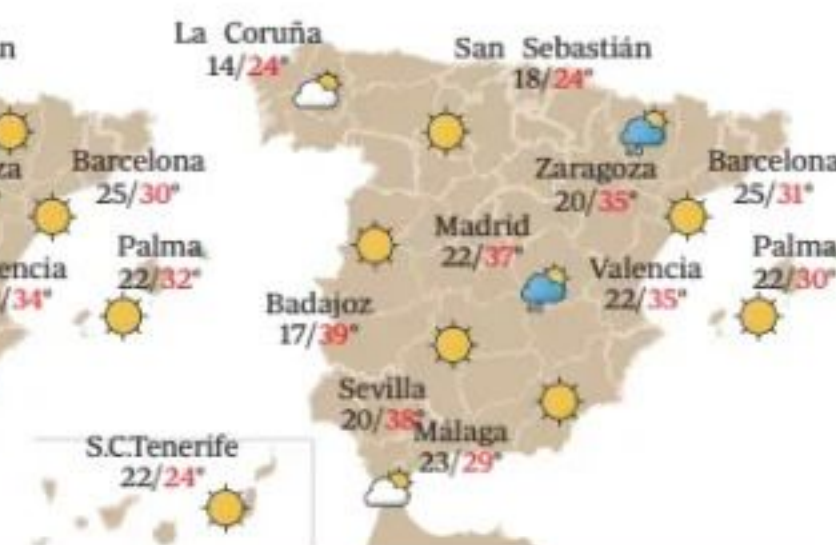 n
La Coruña
14/24°
San Sebastián
18/24°
za
Barcelona
25/30°
Zaragoza
20/35°
Barcelona
25/31°
Madrid
22/37°
Palma
22/32°
Palma
22/30°
encia
/34°
Valencia
22/35°
Badajoz
17/39°
Sevilla
20/38°
Málaga
23/29°
S.C.Tenerife
22/24°